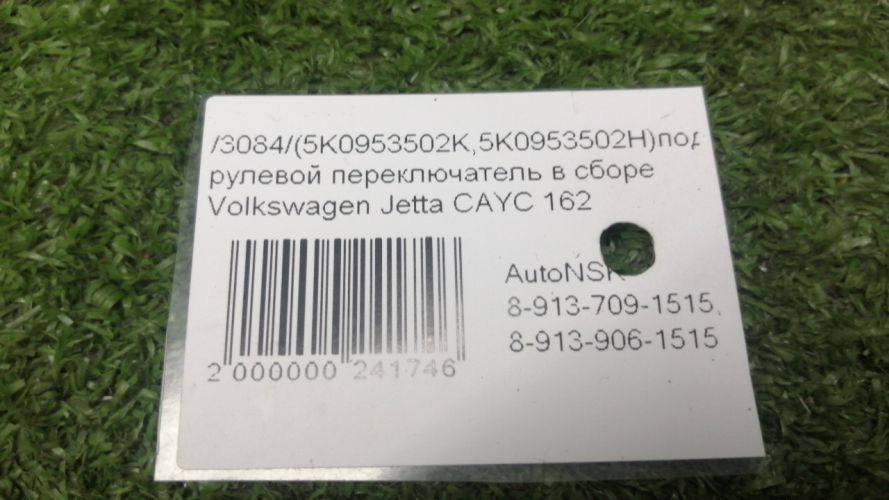 /3084/(5K0953502K,5K0953502H)под
рулевой переключатель в сборе
Volkswagen Jetta CAYC 162
AutoNSK
8-913-709-1515,
8-913-906-1515
2 000000 241746